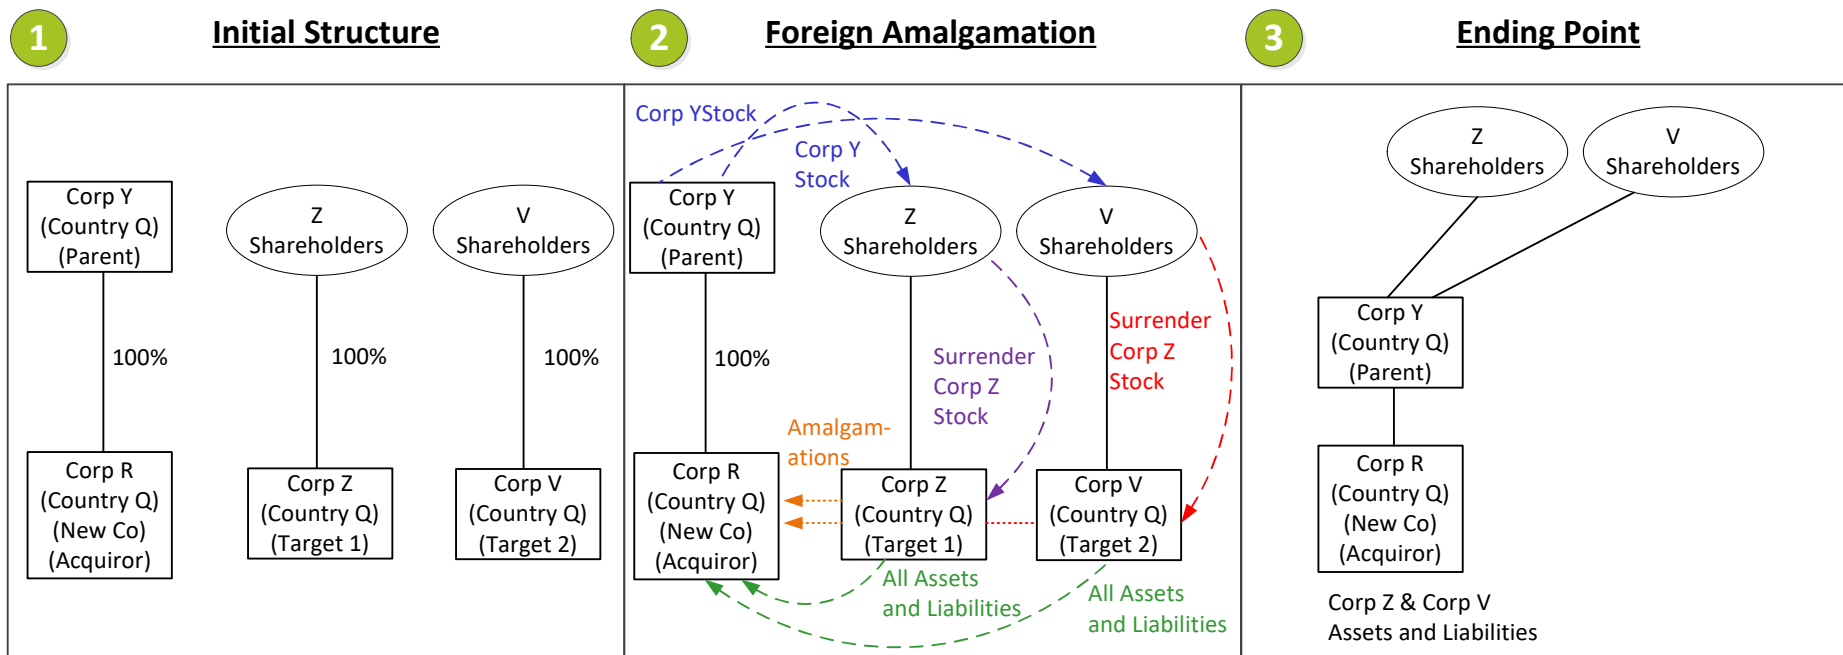 1
Initial Structure
2
Foreign Amalgamation
3
Ending Point
Corp Y
(Country Q)
(Parent)
Z
Shareholders
V
Shareholders
100%
100%
100%
Corp R
(Country Q)
(New Co)
(Acquiror)
Corp Z
(Country Q)
(Target 1)
Corp V
(Country Q)
(Target 2)
Corp YStock
Corp Y
Stock
Corp Y
(Country Q)
(Parent)
Z
Shareholders
V
Shareholders
100%
Surrender
Corp Z
Stock
Surrender
Corp Z
Stock
Amalgam-
ations
Corp R
(Country Q)
(New Co)
(Acquiror)
Corp Z
(Country Q)
(Target 1)
Corp V
(Country Q)
(Target 2)
All Assets
and Liabilities
All Assets
and Liabilities
Z
Shareholders
V
Shareholders
Corp Y
(Country Q)
(Parent)
Corp R
(Country Q)
(New Co)
(Acquiror)
Corp Z & Corp V
Assets and Liabilities